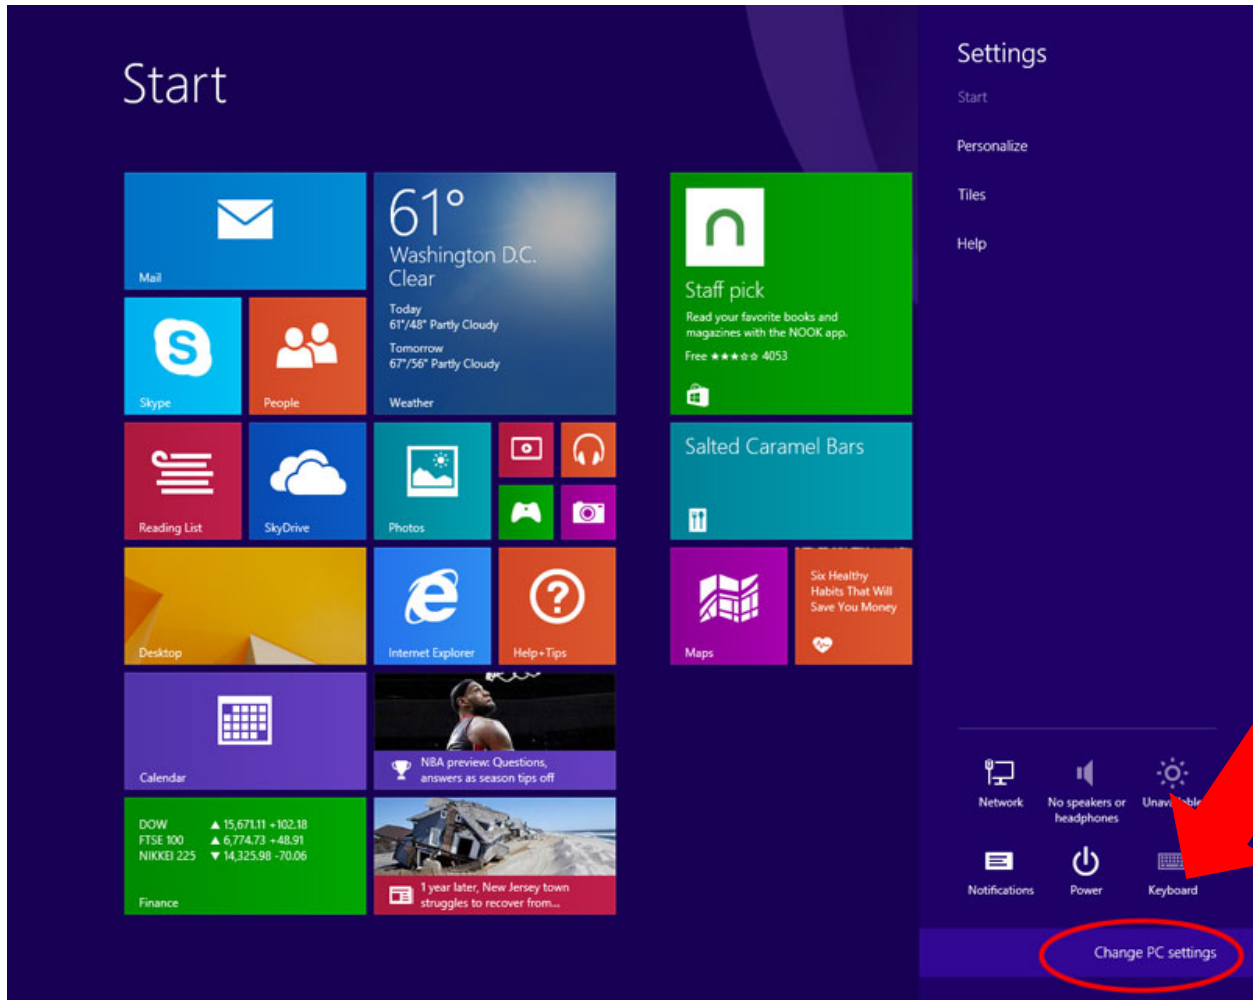 Start
Mail
61°
Washington D.C.
Clear
Today
61°/48° Partly Cloudy
Tomorrow
67°/56° Partly Cloudy
Weather
Skype
People
Reading List
SkyDrive
Photos
Desktop
Internet Explorer
Help+Tips
Calendar
NBA preview: Questions,
answers as season tips off
DOW ▲ 15,671.11 +102.18
FTSE 100 ▲ 6,774.73 +48.91
NIKKEI 225 ▼ 14,325.98 -70.06
Finance
1 year later, New Jersey town
struggles to recover from...
Staff pick
Read your favorite books and
magazines with the NOOK app.
Free ★★★☆☆ 4053
Salted Caramel Bars
Maps
Six Healthy
Habits That Will
Save You Money
Settings
Start
Personalize
Tiles
Help
Network
No speakers or
headphones
Notifications
Power
Keyboard
Change PC settings